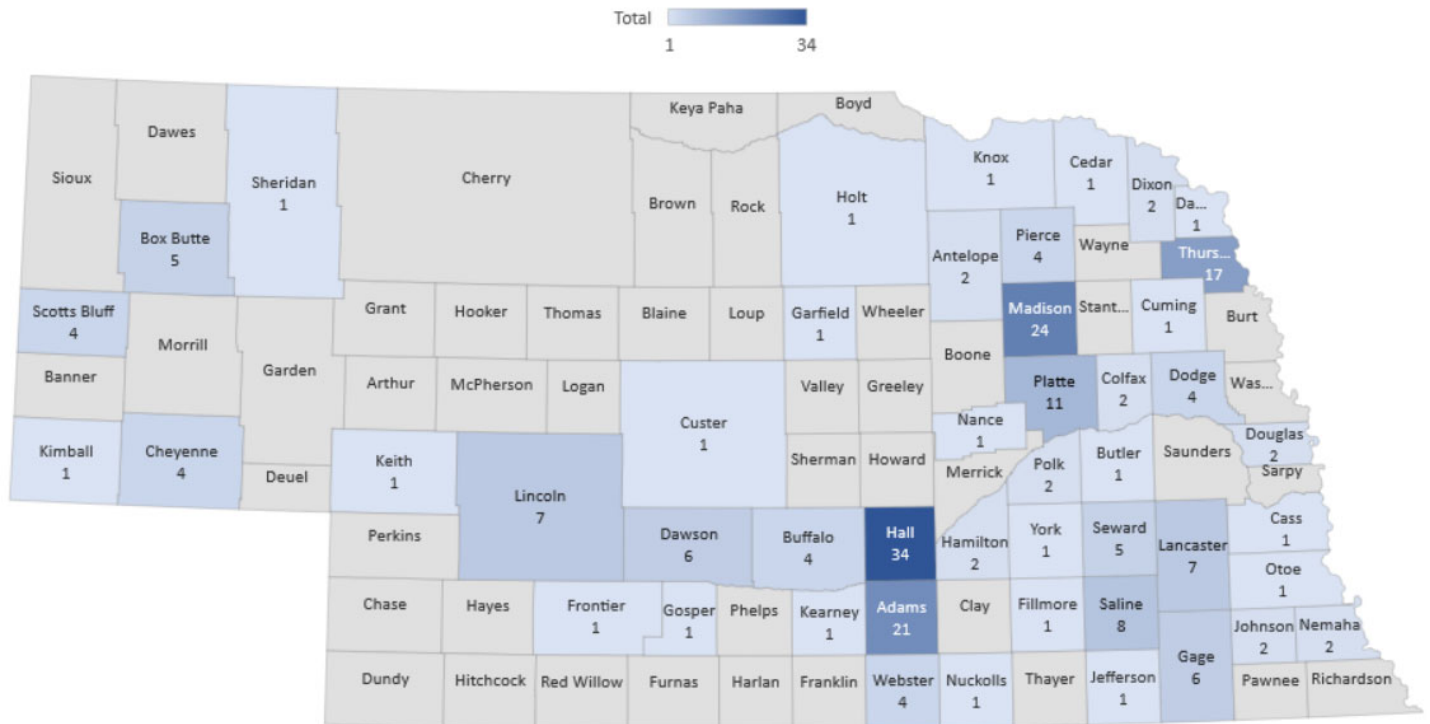 Total
1 34
Keya Paha
Boyd
Dawes
Sioux
Sheridan
1
Cherry
Brown
Rock
Holt
1
Knox
1
Cedar
1
Dixon
2
Da...
1
Box Butte
5
Antelope
2
Pierce
4
Wayne
Thurs...
17
Scotts Bluff
4
Morrill
Garden
Grant
Hooker
Thomas
Blaine
Loup
Garfield
1
Wheeler
Madison
24
Stant...
Cuming
1
Burt
Banner
Arthur
McPherson
Logan
Custer
1
Valley
Greeley
Boone
Platte
11
Colfax
2
Dodge
4
Was...
Kimball
1
Cheyenne
4
Deuel
Keith
1
Lincoln
7
Sherman
Howard
Nance
1
Merrick
Polk
2
Butler
1
Saunders
Douglas
2
Sarpy
Perkins
Dawson
6
Buffalo
4
Hall
34
Hamilton
2
York
1
Seward
5
Lancaster
7
Cass
1
Otoe
1
Chase
Hayes
Frontier
1
Gosper
1
Phelps
Kearney
1
Adams
21
Clay
Fillmore
1
Saline
8
Johnson
2
Nemaha
2
Dundy
Hitchcock
Red Willow
Furnas
Harlan
Franklin
Webster
4
Nuckolls
1
Thayer
Jefferson
1
Gage
6
Pawnee
Richardson